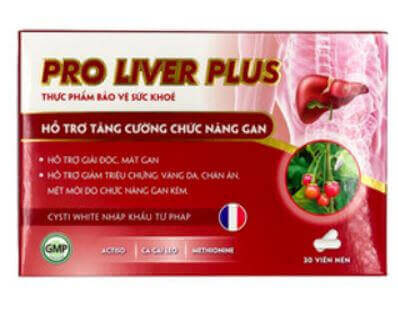 PRO LIVER PLUS
THỰC PHẨM BẢO VỆ SỨC KHOẺ
HỖ TRỢ TĂNG CƯỜNG CHỨC NĂNG GAN
• HỖ TRỢ GIẢI ĐỘC, MÁT GAN
• HỖ TRỢ GIẢM TRIỆU CHỨNG VÀNG DA, CHÁN ĂN,
MỆT MỎI DO CHỨC NĂNG GAN KÉM.
CYSTI WHITE NHẬP KHẨU TỪ PHÁP
GMP
ACTISO
CÀ GAI LEO
METHIONINE
30 VIÊN NÉN